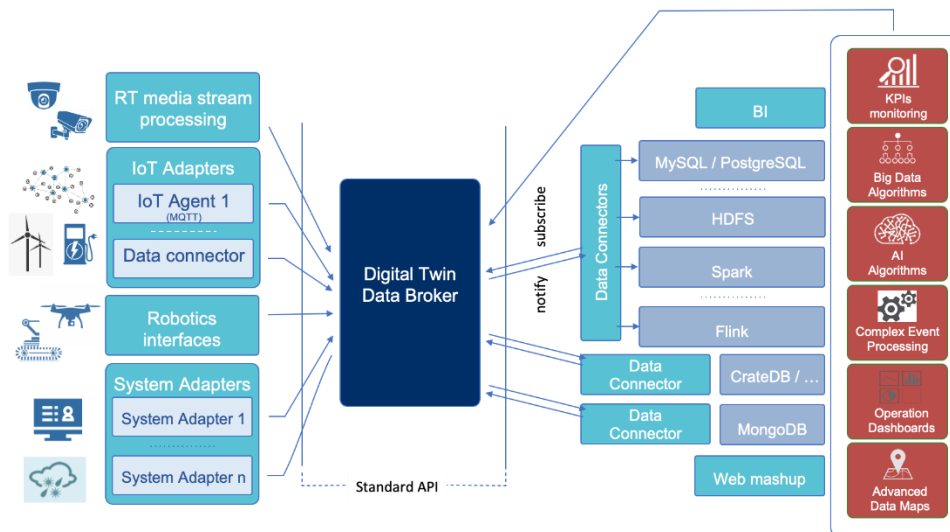 RT media stream
processing
IoT Adapters
IoT Agent 1
(MQTT)
Data connector
Robotics
interfaces
System Adapters
System Adapter 1
System Adapter n
Digital Twin
Data Broker
Standard API
subscribe
notify
Data Connectors
BI
MySQL / PostgreSQL
HDFS
Spark
Flink
Data
Connector
CrateDB / ...
Data
Connector
MongoDB
Web mashup
KPIs
monitoring
Big Data
Algorithms
AI
Algorithms
Complex Event
Processing
Operation
Dashboards
Advanced
Data Maps